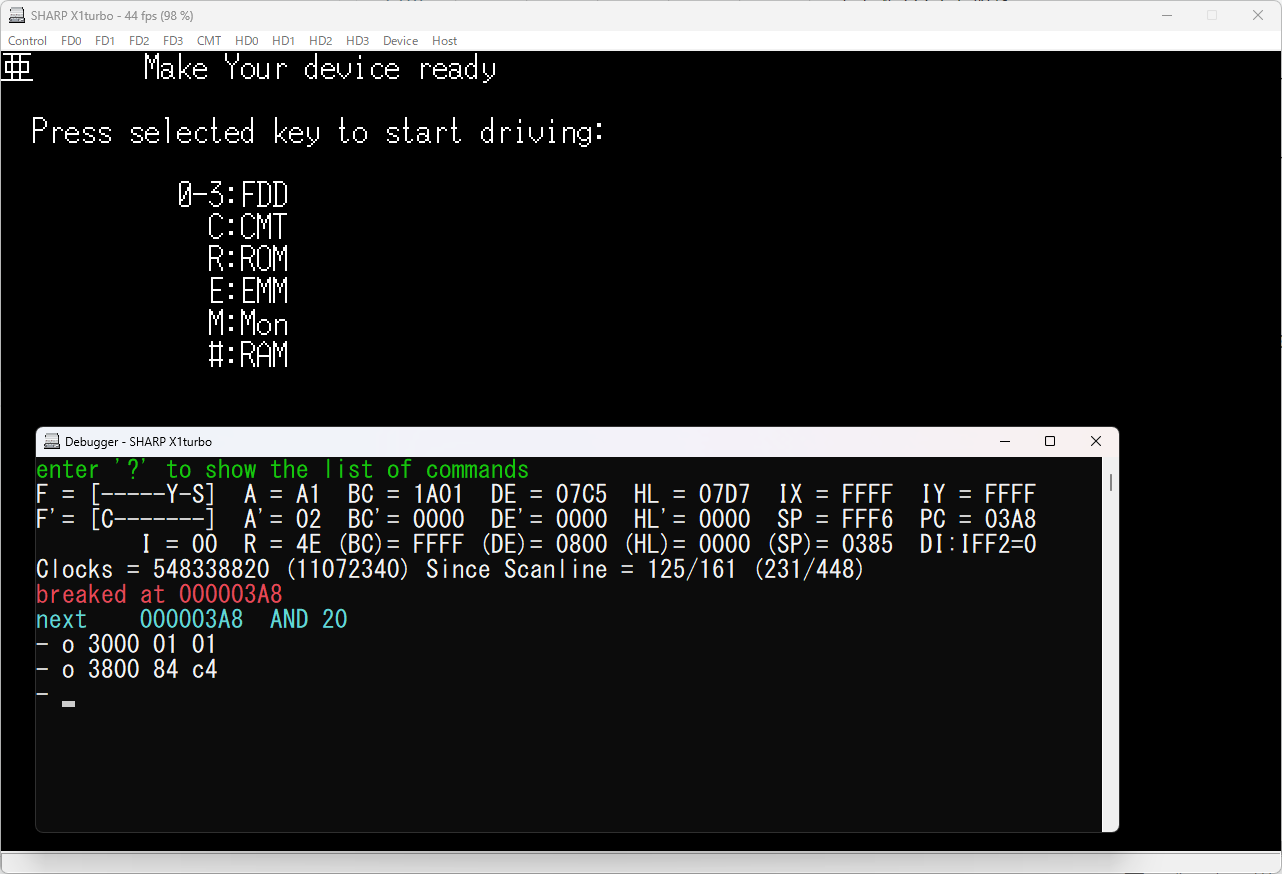 SHARP X1turbo - 44 fps (98 %)
Control FD0 FD1 FD2 FD3 CMT HD0 HD1 HD2 HD3 Device Host
亜 Make Your device ready
Press selected key to start driving:
0-3:FDD
C:CMT
R:ROM
E:EMM
M:Mon
#:RAM
Debugger - SHARP X1turbo
enter '?' to show the list of commands
F = [-----Y-S] A = A1 BC = 1A01 DE = 07C5 HL = 07D7 IX = FFFF IY = FFFF
F'= [C-------] A'= 02 BC'= 0000 DE'= 0000 HL'= 0000 SP = FFF6 PC = 03A8
I = 00 R = 4E (BC)= FFFF (DE)= 0800 (HL)= 0000 (SP)= 0385 DI:IFF2=0
Clocks = 548338820 (11072340) Since Scanline = 125/161 (231/448)
breaked at 000003A8
next 000003A8 AND 20
- o 3000 01 01
- o 3800 84 c4
- _